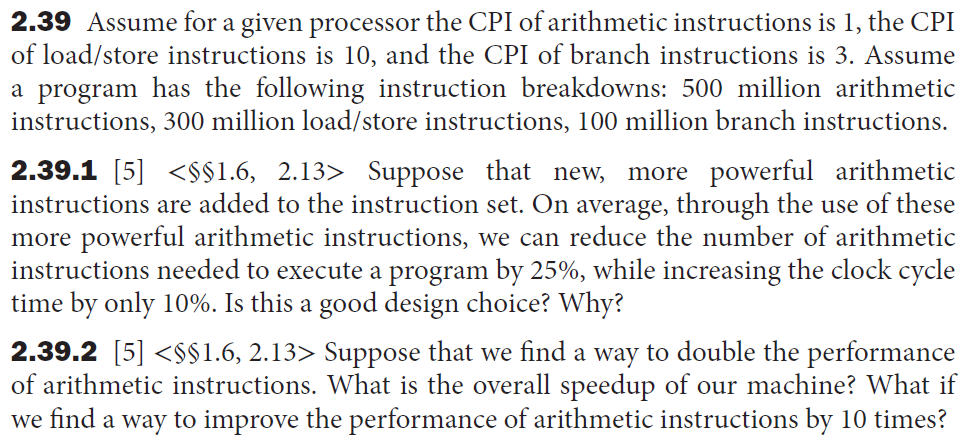 2.39 Assume for a given processor the CPI of arithmetic instructions is 1, the CPI
of load/store instructions is 10, and the CPI of branch instructions is 3. Assume
a program has the following instruction breakdowns: 500 million arithmetic
instructions, 300 million load/store instructions, 100 million branch instructions.
2.39.1 [5] <§§1.6, 2.13> Suppose that new, more powerful arithmetic
instructions are added to the instruction set. On average, through the use of these
more powerful arithmetic instructions, we can reduce the number of arithmetic
instructions needed to execute a program by 25%, while increasing the clock cycle
time by only 10%. Is this a good design choice? Why?
2.39.2 [5] <§§1.6, 2.13> Suppose that we find a way to double the performance
of arithmetic instructions. What is the overall speedup of our machine? What if
we find a way to improve the performance of arithmetic instructions by 10 times?